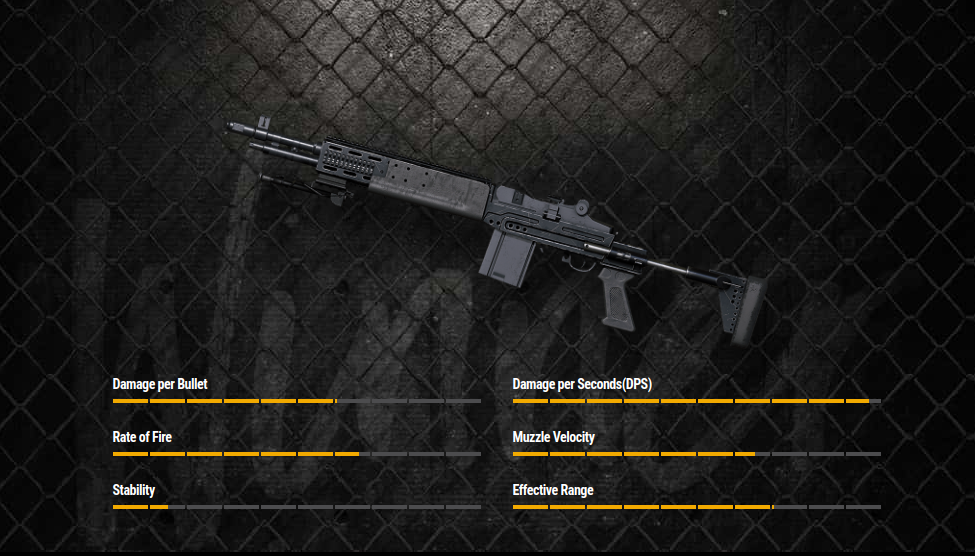 Damage per Bullet
Damage per Seconds(DPS)
Rate of Fire
Muzzle Velocity
Stability
Effective Range